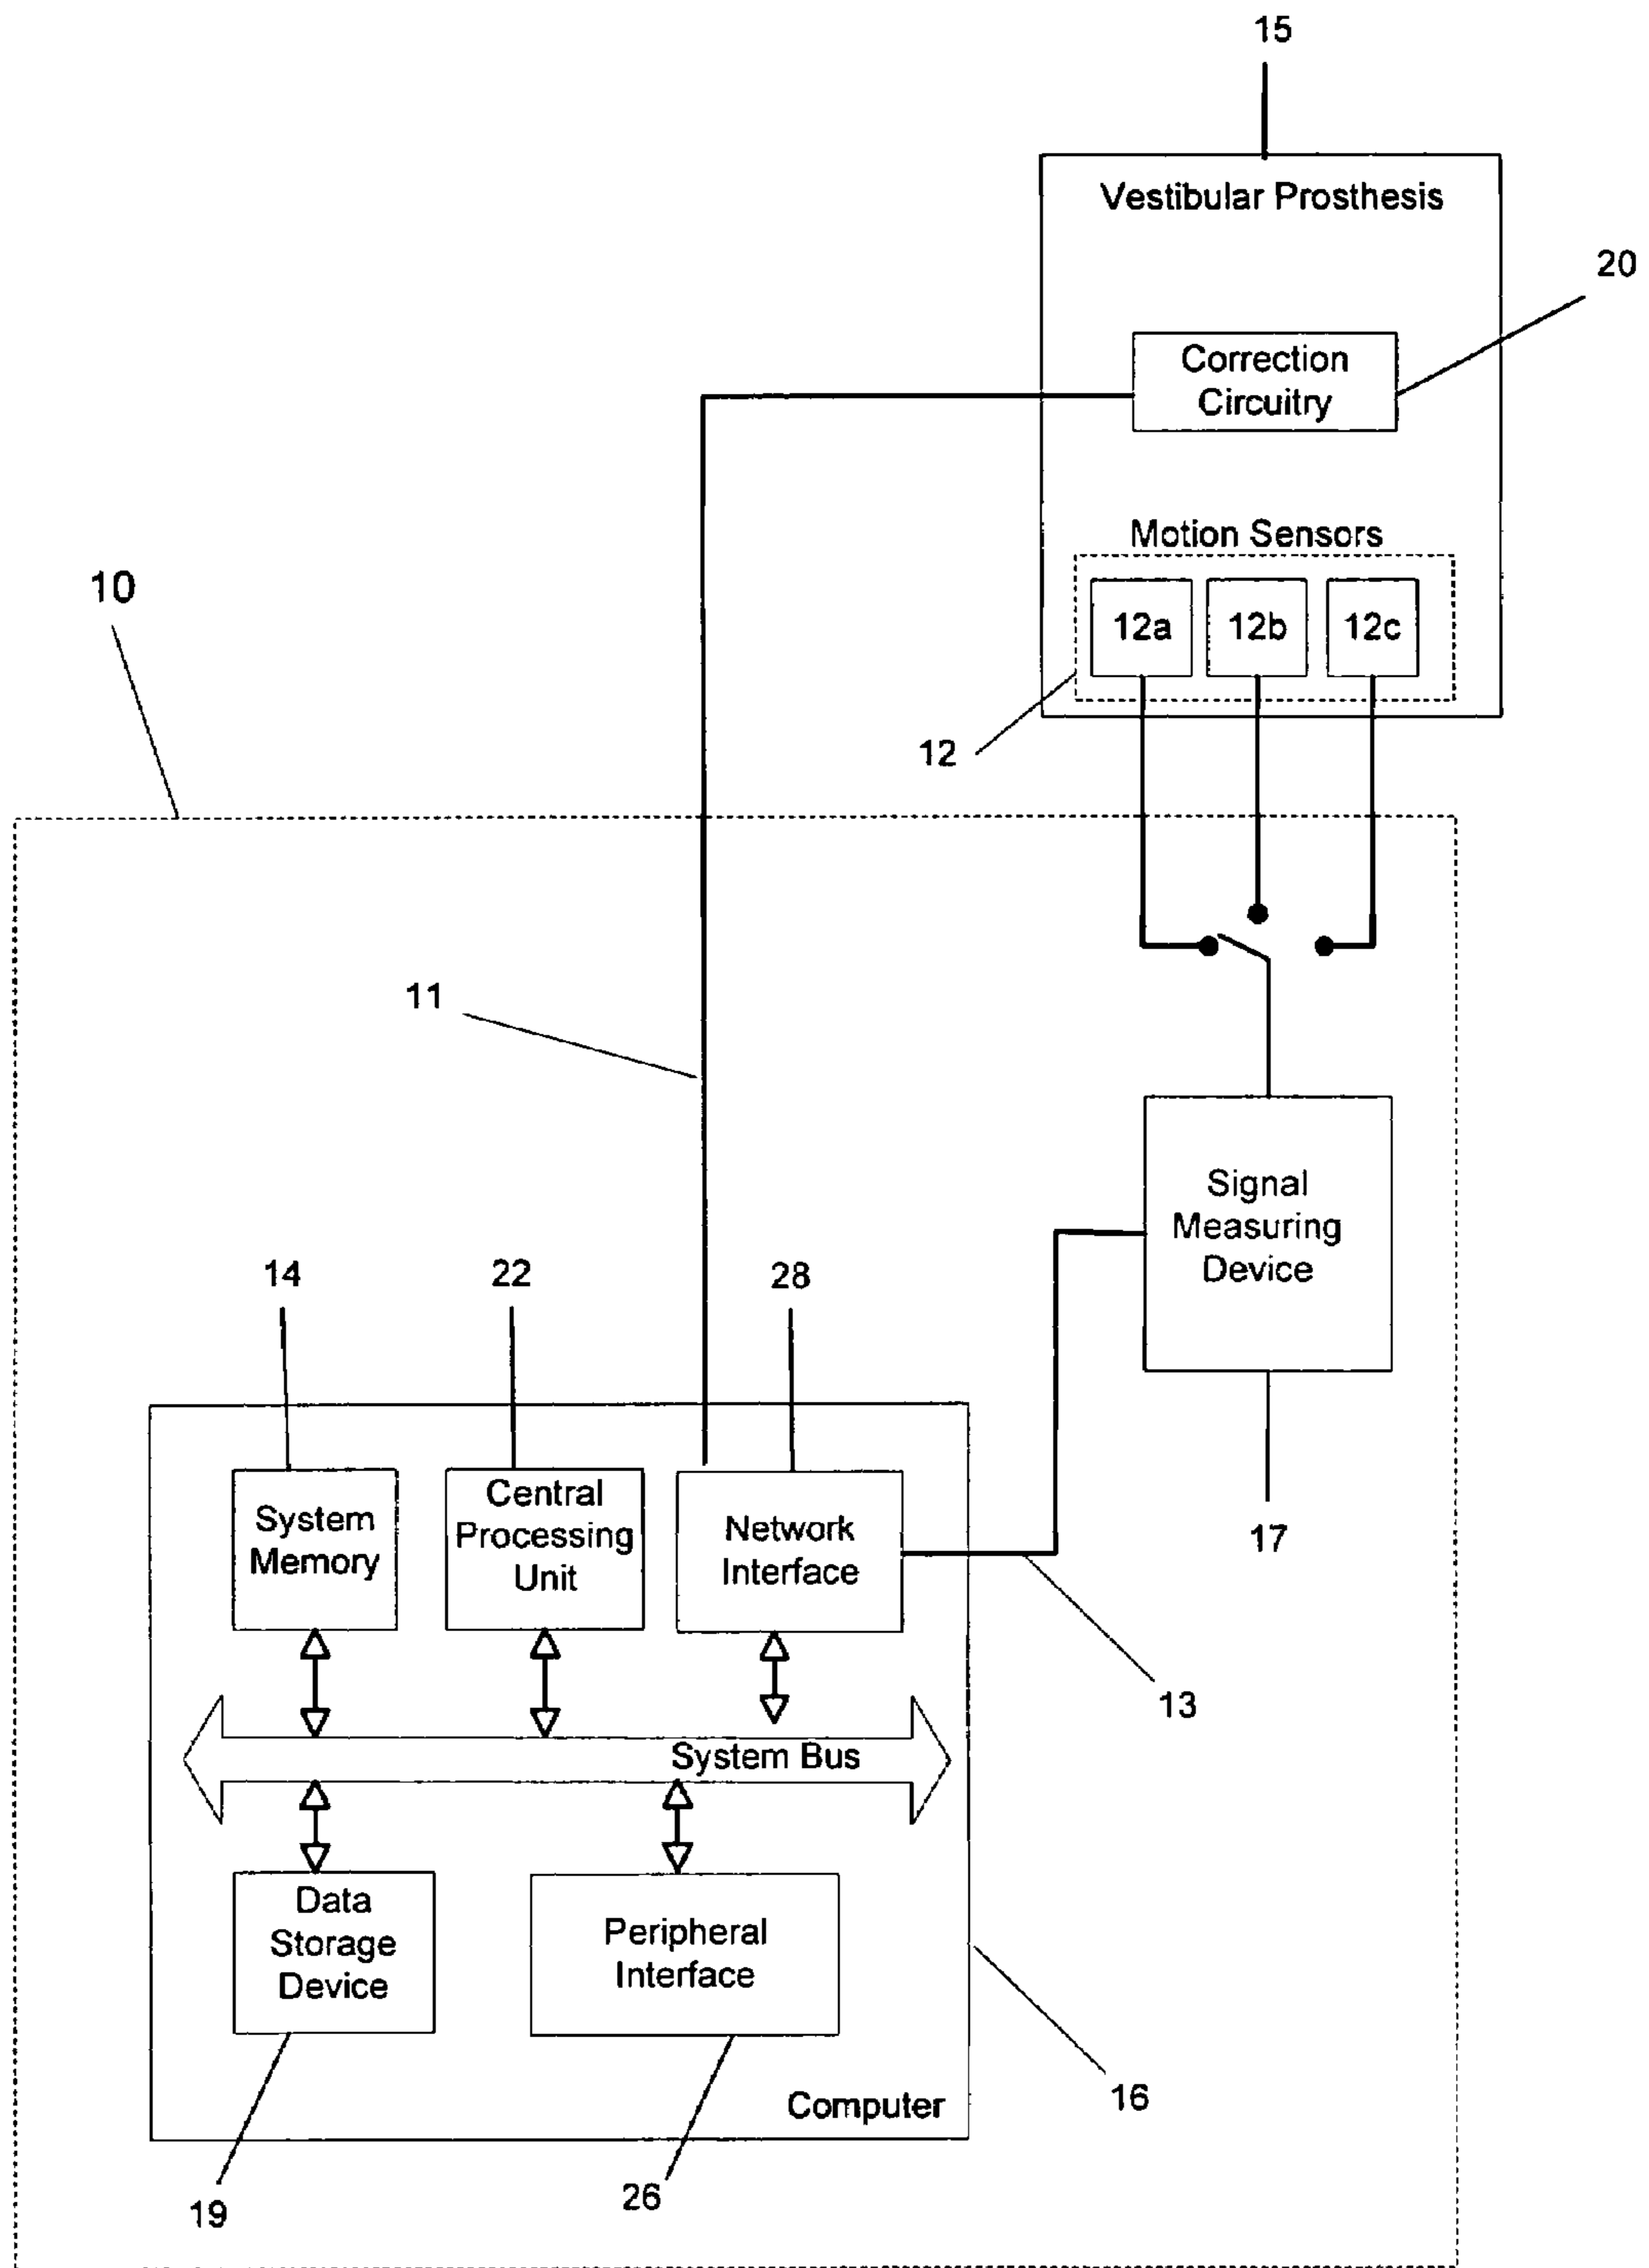 15
Vestibular Prosthesis
20
Correction
Circuitry
Motion Sensors
10
12a
12b
12c
12
11
Signal
Measuring
Device
14
22
28
System
Memory
Central
Processing
Unit
Network
Interface
17
13
System Bus
Data
Storage
Device
Peripheral
Interface
16
Computer
19
26